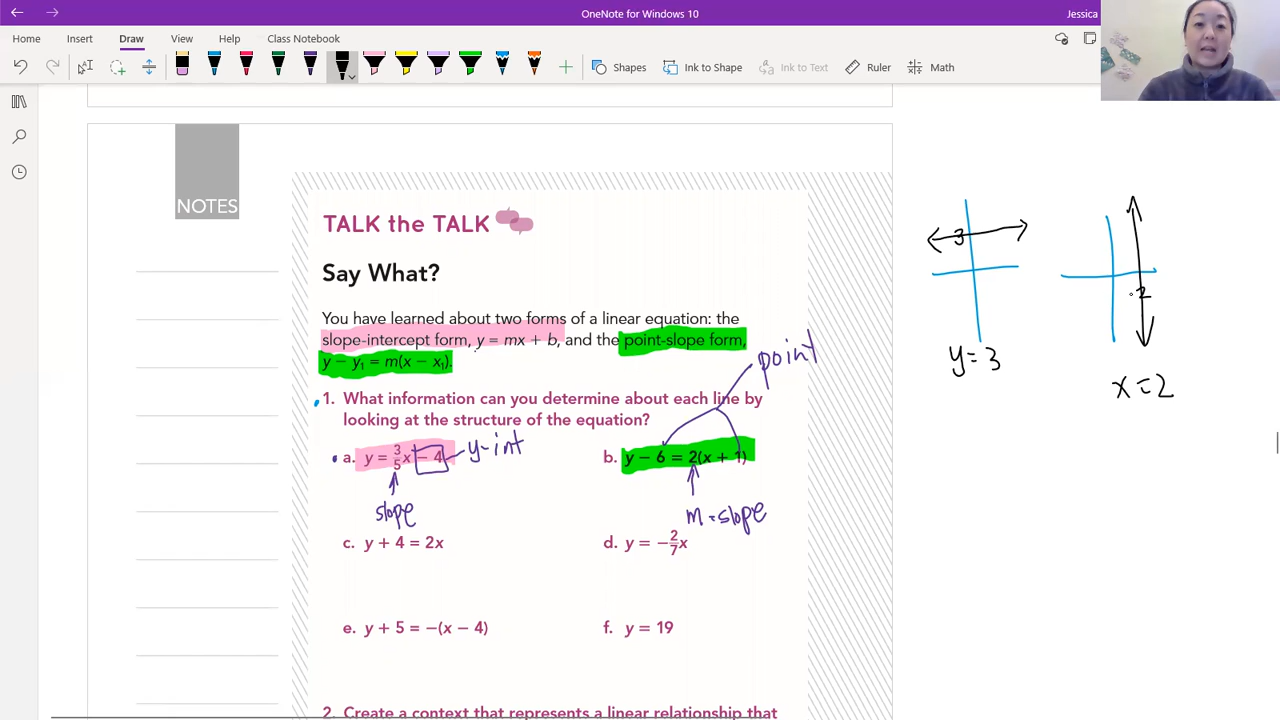 OneNote for Windows 10
Jessica
Home Insert Draw View Help Class Notebook
Shapes Ink to Shape Ink to Text Ruler Math
NOTES
TALK the TALK
Say What?
You have learned about two forms of a linear equation: the
slope-intercept form, y = mx + b, and the point-slope form,
y − y₁ = m(x − x₁).
point
1. What information can you determine about each line by
looking at the structure of the equation?
a. y = 3/5x − 4 y-int
slope
b. y − 6 = 2(x + 1)
m = slope
c. y + 4 = 2x
d. y = −2/7x
e. y + 5 = −(x − 4)
f. y = 19
2. Create a context that represents a linear relationship that
3
y = 3
2
x = 2